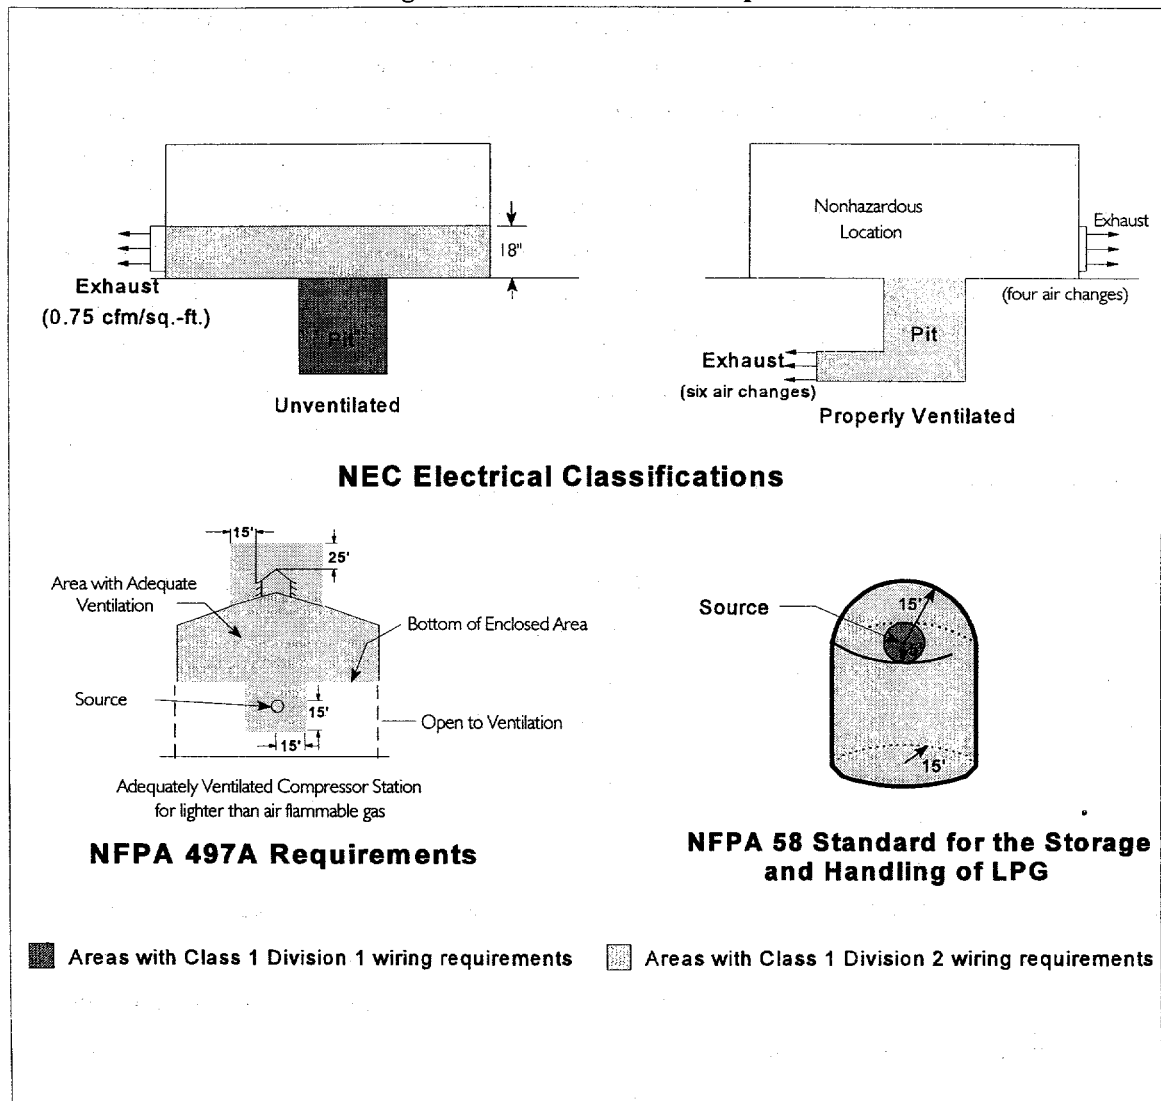 18"
Exhaust
(0.75 cfm/sq.-ft.)
Pit
Unventilated
Nonhazardous
Location
Exhaust
(four air changes)
Pit
Exhaust
(six air changes)
Properly Ventilated
NEC Electrical Classifications
15'
25'
Area with Adequate
Ventilation
Bottom of Enclosed Area
Source
15'
Open to Ventilation
15'
Adequately Ventilated Compressor Station
for lighter than air flammable gas
NFPA 497A Requirements
Source
15'
15'
NFPA 58 Standard for the Storage
and Handling of LPG
Areas with Class 1 Division 1 wiring requirements
Areas with Class 1 Division 2 wiring requirements